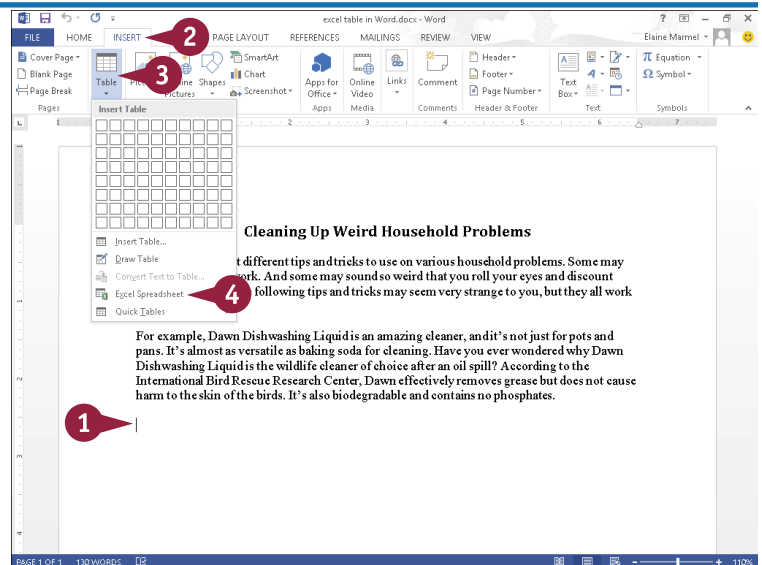 excel table in Word.docx - Word
FILE HOME INSERT PAGE LAYOUT REFERENCES MAILINGS REVIEW VIEW Elaine Marmel
2
Cover Page
Blank Page
Page Break
Pages
Table
3
Pictures
Shapes
SmartArt
Chart
Screenshot
Apps for Office
Apps
Online Video
Media
Links
Comment
Comments
Header
Footer
Page Number
Header & Footer
Text Box
Text
Equation
Symbol
Symbols
Insert Table
Insert Table...
Draw Table
Convert Text to Table...
Excel Spreadsheet
4
Quick Tables
1 2 3 4 5 6 7
Cleaning Up Weird Household Problems
different tips and tricks to use on various household problems. Some may
work. And some may sound so weird that you roll your eyes and discount
following tips and tricks may seem very strange to you, but they all work
For example, Dawn Dishwashing Liquid is an amazing cleaner, and it's not just for pots and
pans. It's almost as versatile as baking soda for cleaning. Have you ever wondered why Dawn
Dishwashing Liquid is the wildlife cleaner of choice after an oil spill? According to the
International Bird Rescue Research Center, Dawn effectively removes grease but does not cause
harm to the skin of the birds. It's also biodegradable and contains no phosphates.
1
PAGE 1 OF 1 130 WORDS 110%